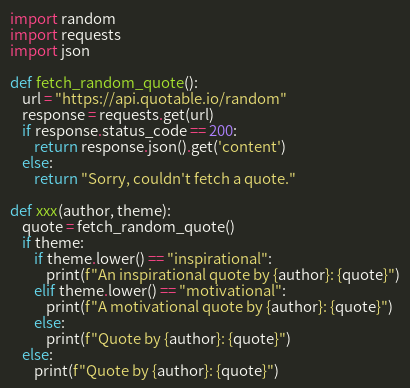 import random
import requests
import json

def fetch_random_quote():
    url = "https://api.quotable.io/random"
    response = requests.get(url)
    if response.status_code == 200:
        return response.json().get('content')
    else:
        return "Sorry, couldn't fetch a quote."

def xxx(author, theme):
    quote = fetch_random_quote()
    if theme:
        if theme.lower() == "inspirational":
            print(f"An inspirational quote by {author}: {quote}")
        elif theme.lower() == "motivational":
            print(f"A motivational quote by {author}: {quote}")
        else:
            print(f"Quote by {author}: {quote}")
    else:
        print(f"Quote by {author}: {quote}")